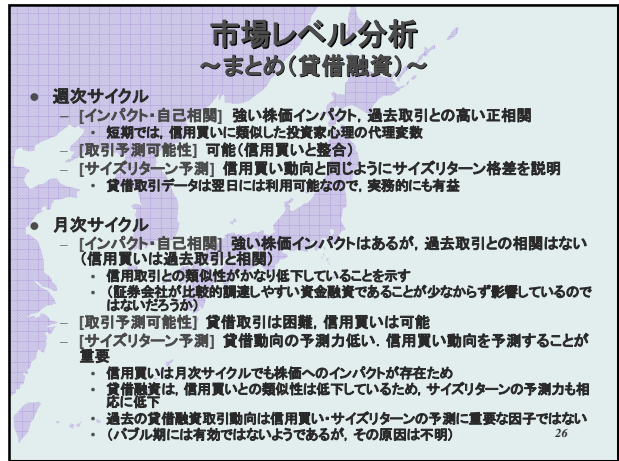 市場レベル分析
～まとめ（貸借融資）～
● 週次サイクル
– [インパクト・自己相関] 強い株価インパクト，過去取引との高い正相関
・ 短期では，信用買いに類似した投資家心理の代理変数
– [取引予測可能性] 可能（信用買いと整合）
– [サイズリターン予測] 信用買い動向と同じようにサイズリターン格差を説明
・ 貸借取引データは翌日には利用可能なので，実務的にも有益
● 月次サイクル
– [インパクト・自己相関] 強い株価インパクトはあるが，過去取引との相関はない
（信用買いは過去取引と相関）
・ 信用取引との類似性がかなり低下していることを示す
・ （証券会社が比較的調達しやすい資金融資であることが少なからず影響しているので
はないだろうか）
– [取引予測可能性] 貸借取引は困難，信用買いは可能
– [サイズリターン予測] 貸借動向の予測力低い．信用買い動向を予測することが
重要
・ 信用買いは月次サイクルでも株価へのインパクトが存在ため
・ 貸借融資は，信用買いとの類似性は低下しているため，サイズリターンの予測力も相
応に低下
・ 過去の貸借融資取引動向は信用買い・サイズリターンの予測に重要な因子ではない
・ （バブル期には有効ではないようであるが，その原因は不明）
26